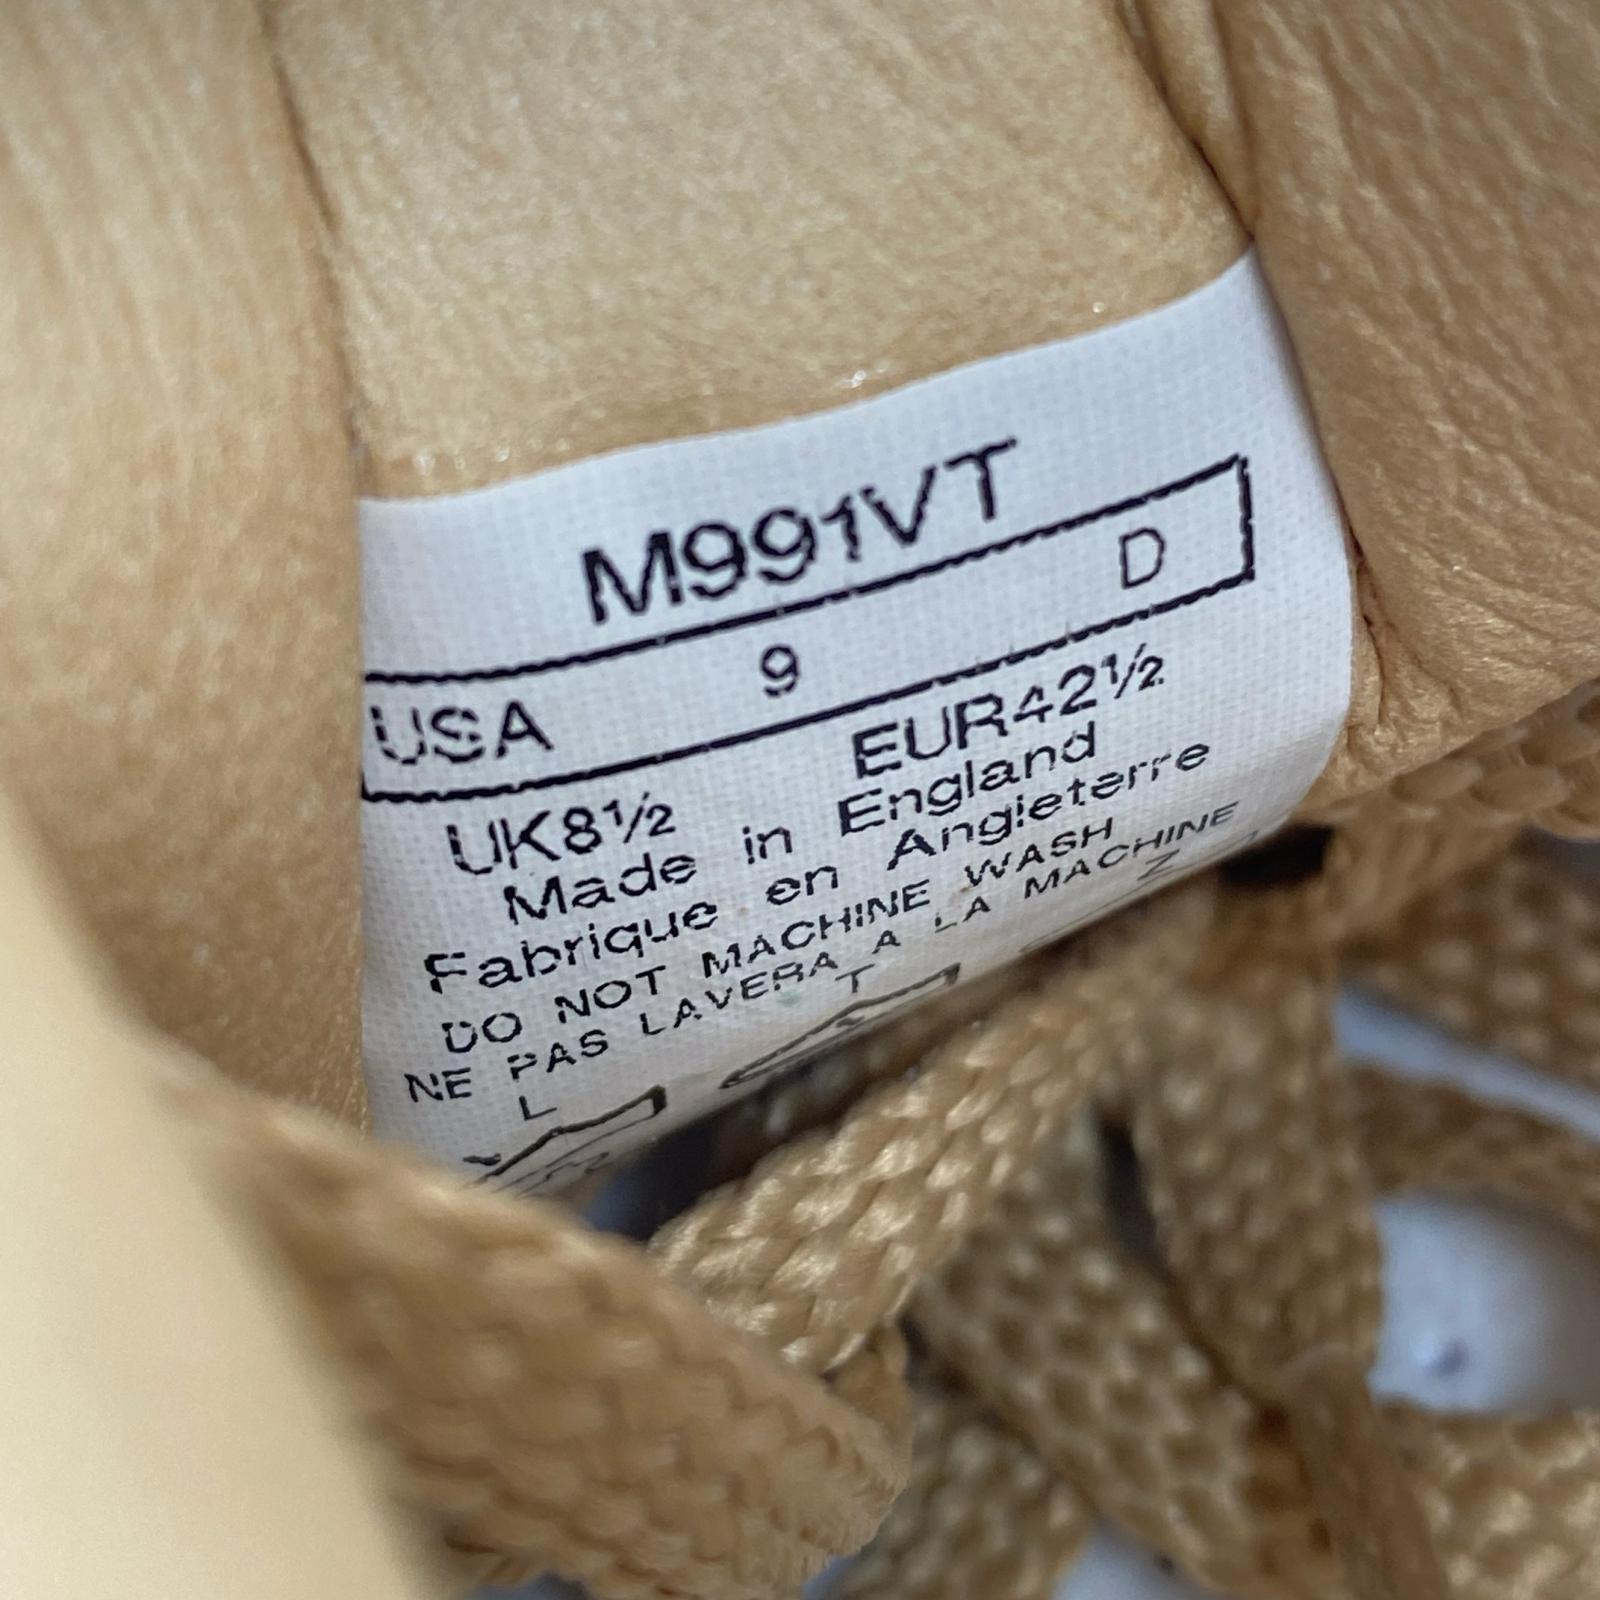 M991VT
USA 9 D
UK8½ EUR42½
Made in England
Fabrique en Angleterre
DO NOT MACHINE WASH
NE PAS LAVERA A LA MACHINE
L T Z